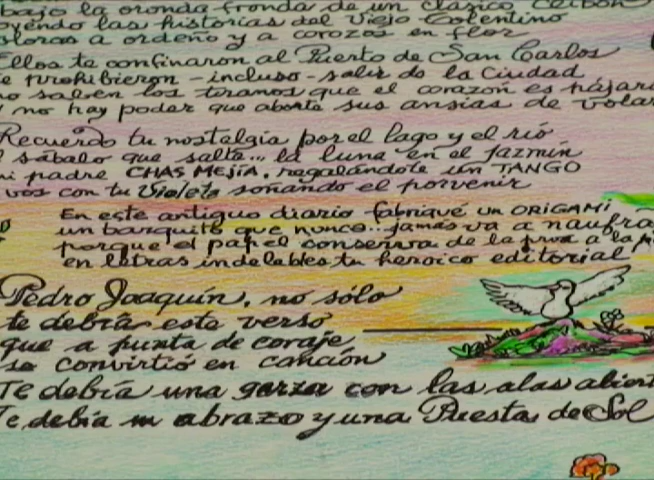 bajo la oronda fronda de un clásico Ceibón
oyendo las historias del Viejo Colentino
a ordeño y a corozos en flor
Ellos te confinaron al Puerto de San Carlos
te prohibieron - incluso - salir de la Ciudad
no saben los tiranos que el corazón es pájaro
no hay poder que aborte sus ansias de volar
Recuerdo tu nostalgia por el lago y el río
el sábalo que salta... la luna en el Jazmín
mi padre CHAS MEJÍA, regalándote un TANGO
y vos con tu Violeta soñando el porvenir
En este antiguo diario fabriqué un ORIGAMI
un barquito que nunca... jamás va a naufra
porque el papel conserva de la proa a la p
en letras indelebles tu heroico editorial
Pedro Joaquín, no sólo
te debía este verso
que a punta de coraje
se convirtió en canción
Te debía una garza con las alas abiert
Te debía un abrazo y una Puesta de Sol